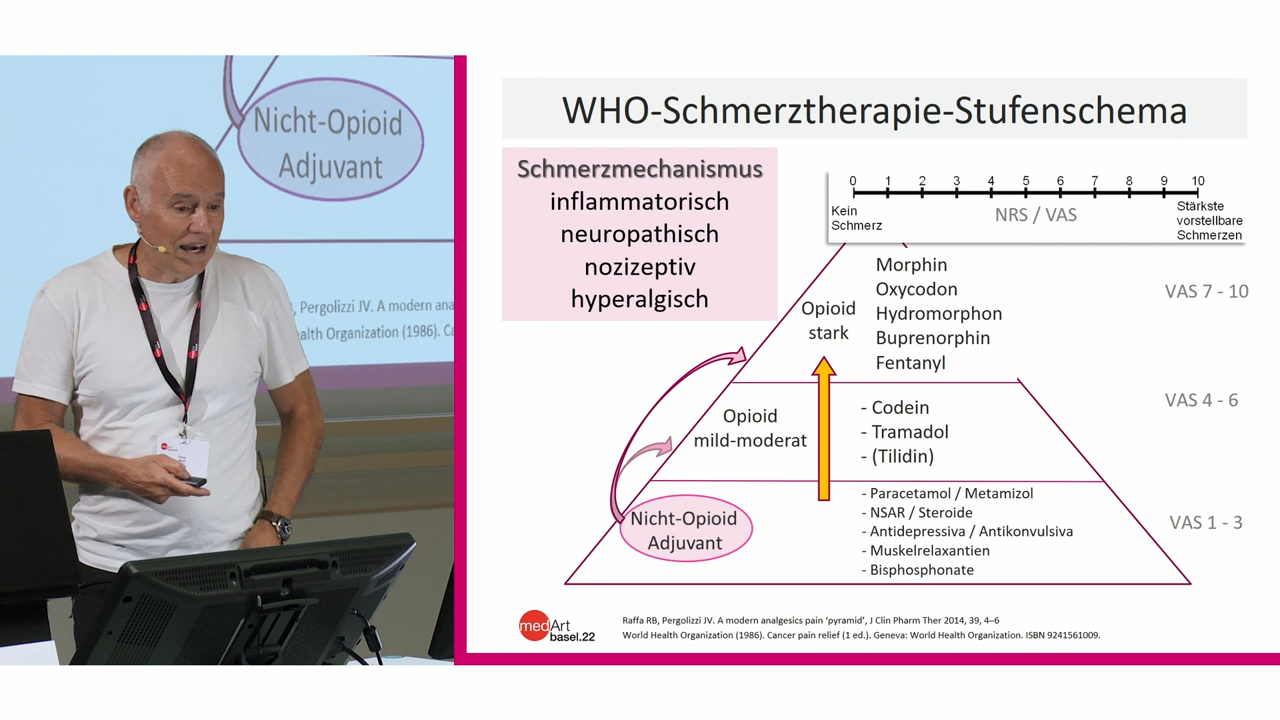 Nicht-Opioid
Adjuvant
, Pergolizzi JV. A modern ana
ealth Organization (1986). Ca
WHO-Schmerztherapie-Stufenschema
Schmerzmechanismus
inflammatorisch
neuropathisch
nozizeptiv
hyperalgisch
0 1 2 3 4 5 6 7 8 9 10
Kein
Schmerz
NRS / VAS
Stärkste
vorstellbare
Schmerzen
Opioid
stark
Morphin
Oxycodon
Hydromorphon
Buprenorphin
Fentanyl
VAS 7 - 10
Opioid
mild-moderat
- Codein
- Tramadol
- (Tilidin)
VAS 4 - 6
Nicht-Opioid
Adjuvant
- Paracetamol / Metamizol
- NSAR / Steroide
- Antidepressiva / Antikonvulsiva
- Muskelrelaxantien
- Bisphosphonate
VAS 1 - 3
medArt
basel.22
Raffa RB, Pergolizzi JV. A modern analgesics pain ‘pyramid’, J Clin Pharm Ther 2014, 39, 4–6
World Health Organization (1986). Cancer pain relief (1 ed.). Geneva: World Health Organization. ISBN 9241561009.